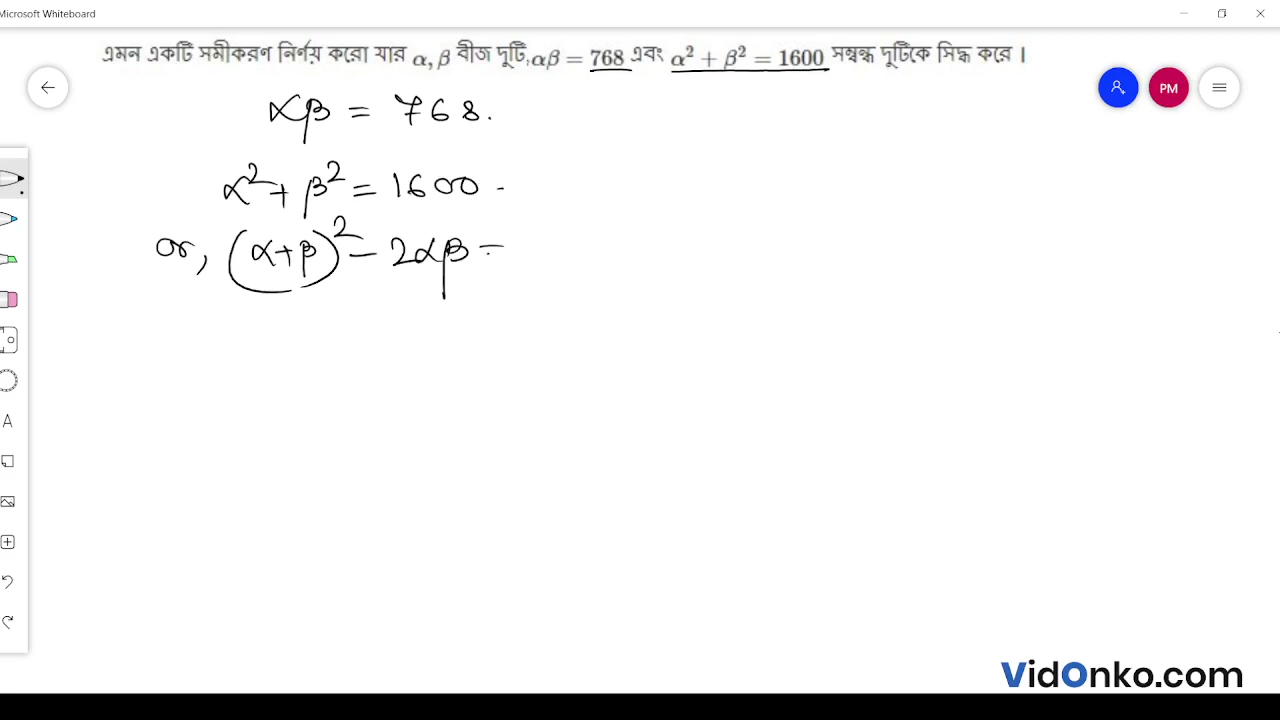 Microsoft Whiteboard
এমন একটি সমীকরণ নির্ণয় করো যার α, β বীজ দুটি, αβ = 768 এবং α² + β² = 1600 সম্বন্ধ দুটিকে সিদ্ধ করে ।
PM
αβ = 768.
α² + β² = 1600 -
or, (α+β)² - 2αβ =
A
VidOnko.com